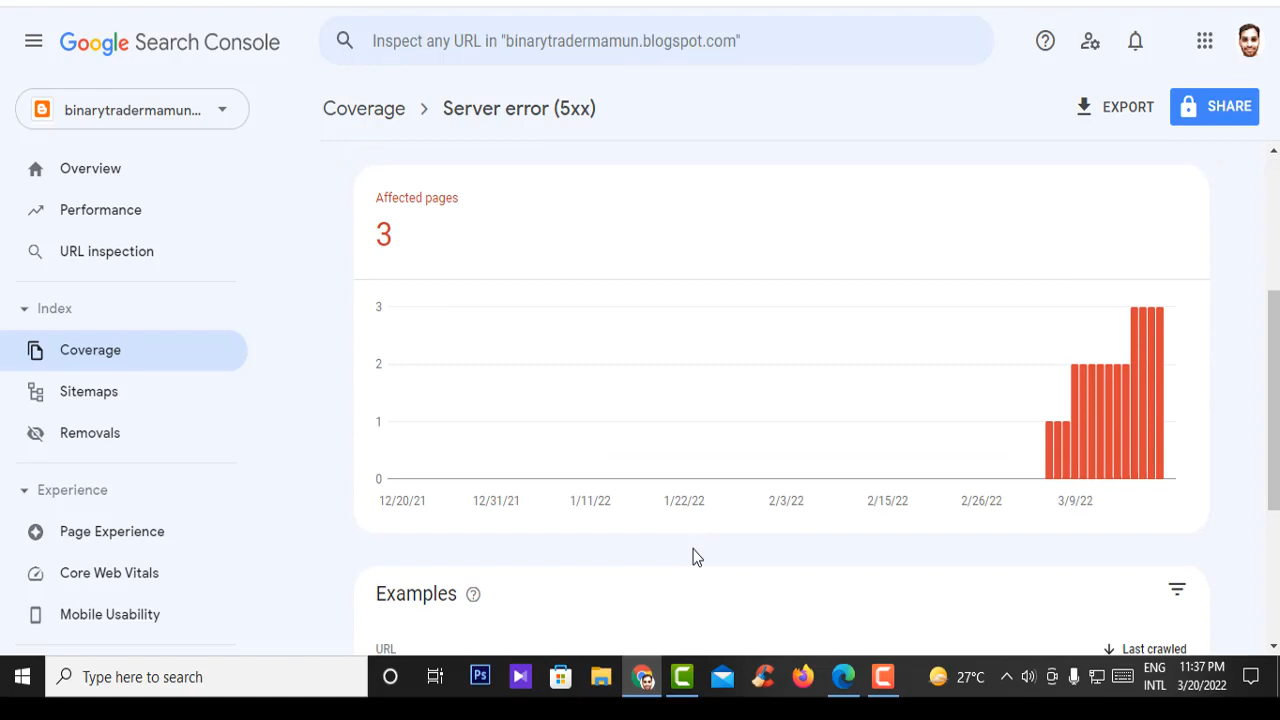 Google Search Console
Inspect any URL in "binarytradermamun.blogspot.com"
binarytradermamun...
Coverage
Server error (5xx)
EXPORT
SHARE
Overview
Performance
URL inspection
Index
Coverage
Sitemaps
Removals
Experience
Page Experience
Core Web Vitals
Mobile Usability
Affected pages
3
3
2
1
0
12/20/21 12/31/21 1/11/22 1/22/22 2/3/22 2/15/22 2/26/22 3/9/22
Examples
URL
Last crawled
Type here to search
Ps
27°C
ENG
INTL
11:37 PM
3/20/2022